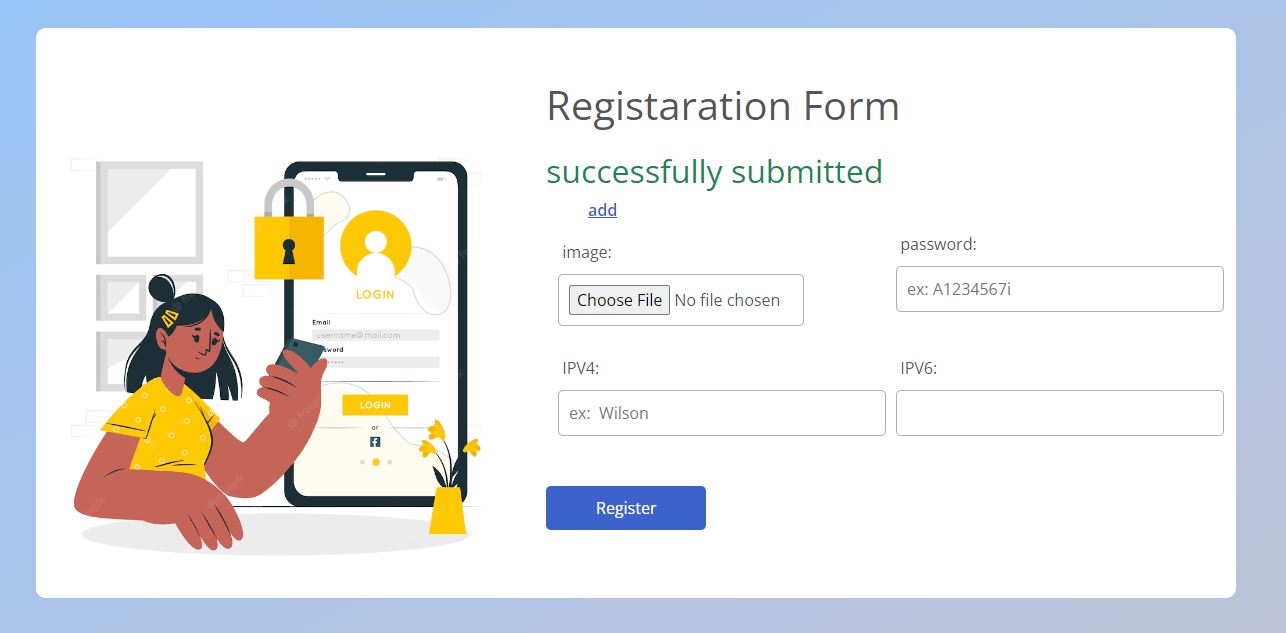 Registaration Form
successfully submitted
add
image:
password:
Choose File No file chosen
ex: A1234567i
IPV4:
IPV6:
ex: Wilson
Register
LOGIN
Email
username@mail.com
LOGIN
or